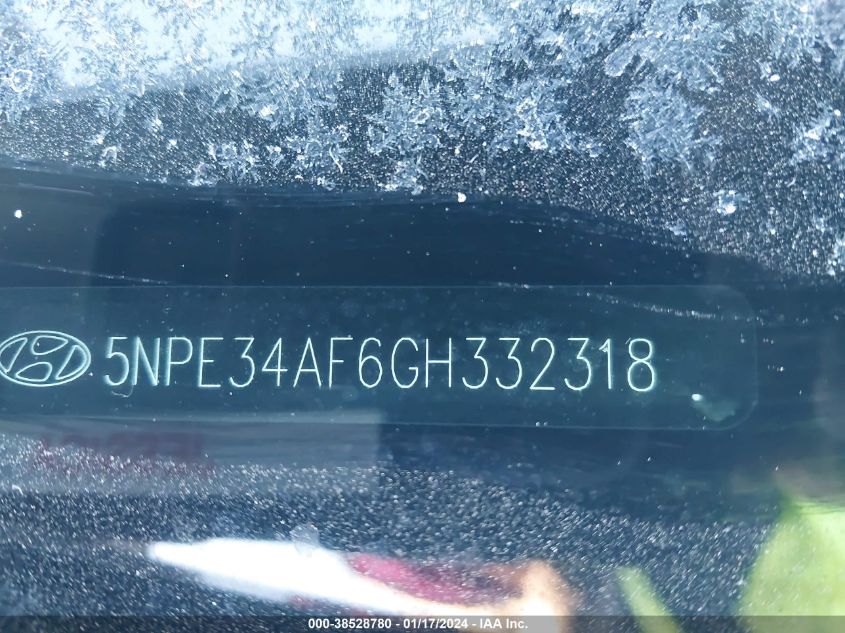 5NPE34AF6GH332318
000-38528780 - 01/17/2024 - IAA Inc.